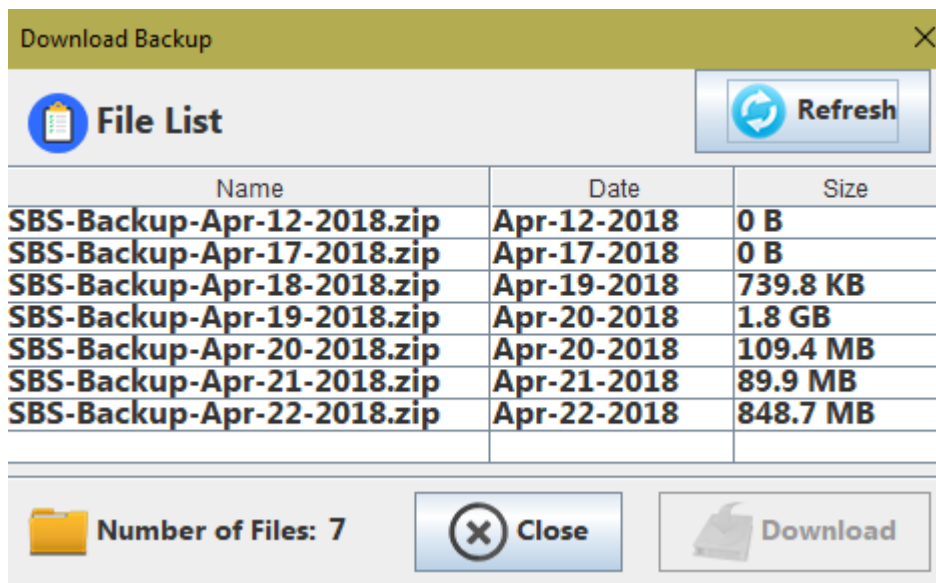 Download Backup
File List
Refresh
Name Date Size
SBS-Backup-Apr-12-2018.zip Apr-12-2018 0 B
SBS-Backup-Apr-17-2018.zip Apr-17-2018 0 B
SBS-Backup-Apr-18-2018.zip Apr-19-2018 739.8 KB
SBS-Backup-Apr-19-2018.zip Apr-20-2018 1.8 GB
SBS-Backup-Apr-20-2018.zip Apr-20-2018 109.4 MB
SBS-Backup-Apr-21-2018.zip Apr-21-2018 89.9 MB
SBS-Backup-Apr-22-2018.zip Apr-22-2018 848.7 MB
Number of Files: 7
Close
Download